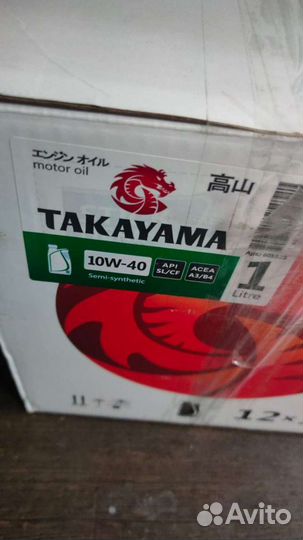 エンジン オイル
motor oil
高山
TAKAYAMA
10W-40
API
SL/CF
ACEA
A3/B4
Semi-synthetic
1
Litre
12×
Avito